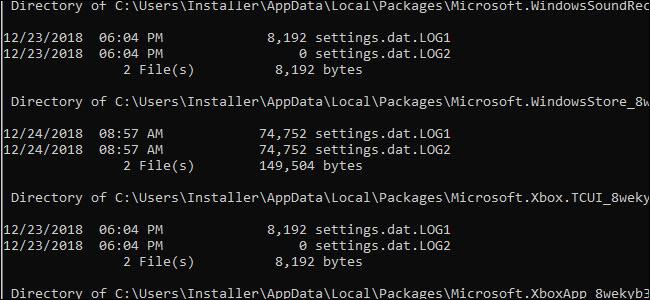 Directory of C:\Users\Installer\AppData\Local\Packages\Microsoft.WindowsSoundRec
12/23/2018  06:04 PM             8,192 settings.dat.LOG1
12/23/2018  06:04 PM                 0 settings.dat.LOG2
               2 File(s)          8,192 bytes
Directory of C:\Users\Installer\AppData\Local\Packages\Microsoft.WindowsStore_8w
12/24/2018  08:57 AM            74,752 settings.dat.LOG1
12/24/2018  08:57 AM            74,752 settings.dat.LOG2
               2 File(s)        149,504 bytes
Directory of C:\Users\Installer\AppData\Local\Packages\Microsoft.Xbox.TCUI_8weky
12/23/2018  06:04 PM             8,192 settings.dat.LOG1
12/23/2018  06:04 PM                 0 settings.dat.LOG2
               2 File(s)          8,192 bytes
Directory of C:\Users\Installer\AppData\Local\Packages\Microsoft.XboxApp_8wekyb3